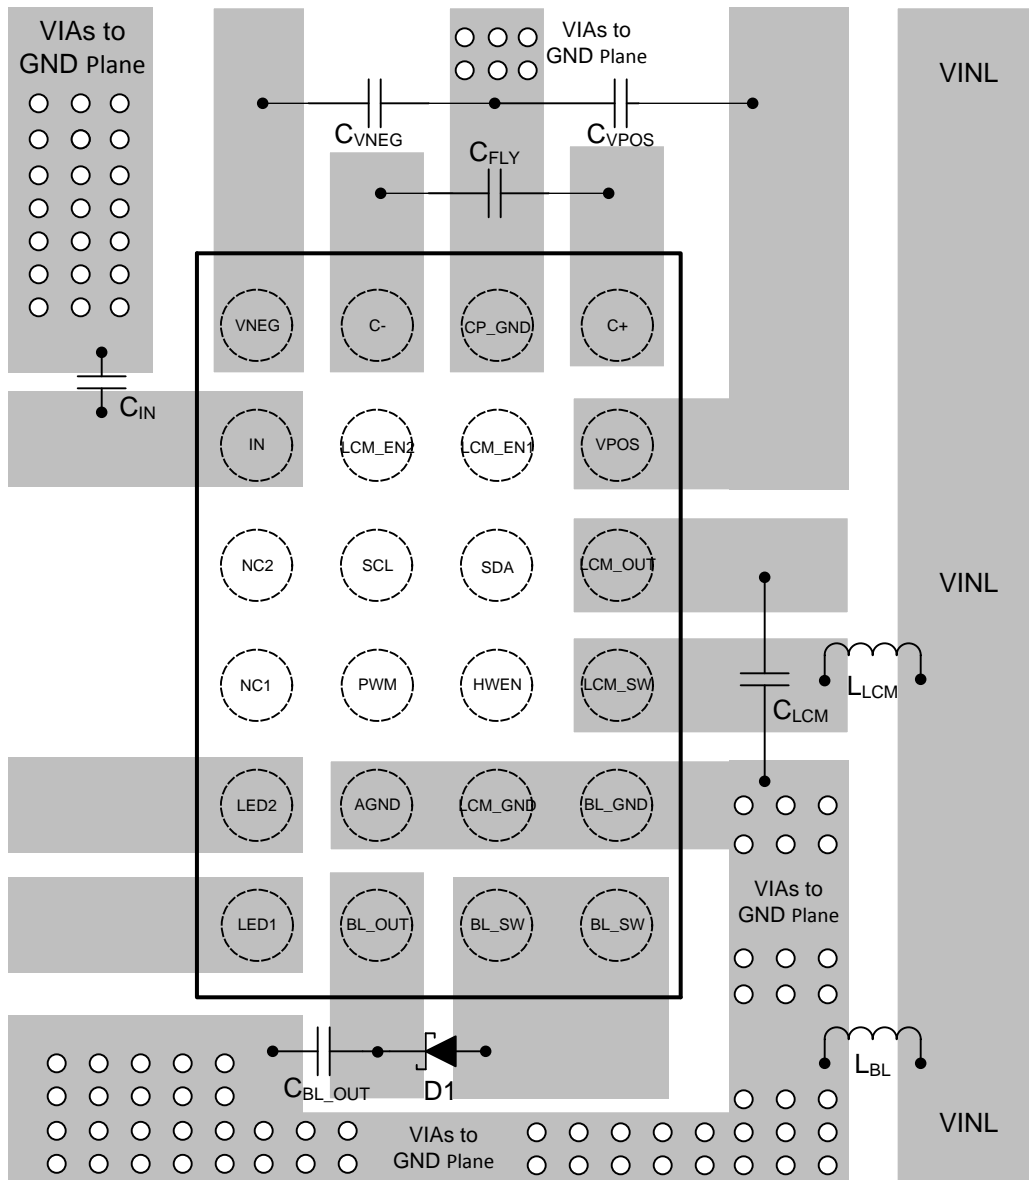 VIAs to
GND Plane
VIAs to
GND Plane
VINL
CVNEG
CVPOS
CFLY
VNEG
C-
CP_GND
C+
CIN
IN
LCM_EN2
LCM_EN1
VPOS
NC2
SCL
SDA
LCM_OUT
VINL
NC1
PWM
HWEN
LCM_SW
LLCM
CLCM
LED2
AGND
LCM_GND
BL_GND
VIAs to
GND Plane
LED1
BL_OUT
BL_SW
BL_SW
CBL_OUT
D1
LBL
VIAs to
GND Plane
VINL